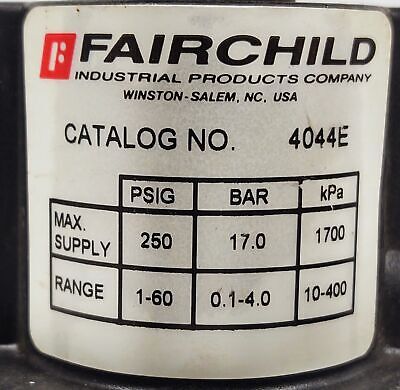 FAIRCHILD
INDUSTRIAL PRODUCTS COMPANY
WINSTON-SALEM, NC, USA
CATALOG NO. 4044E
PSIG BAR kPa
MAX. SUPPLY 250 17.0 1700
RANGE 1-60 0.1-4.0 10-400